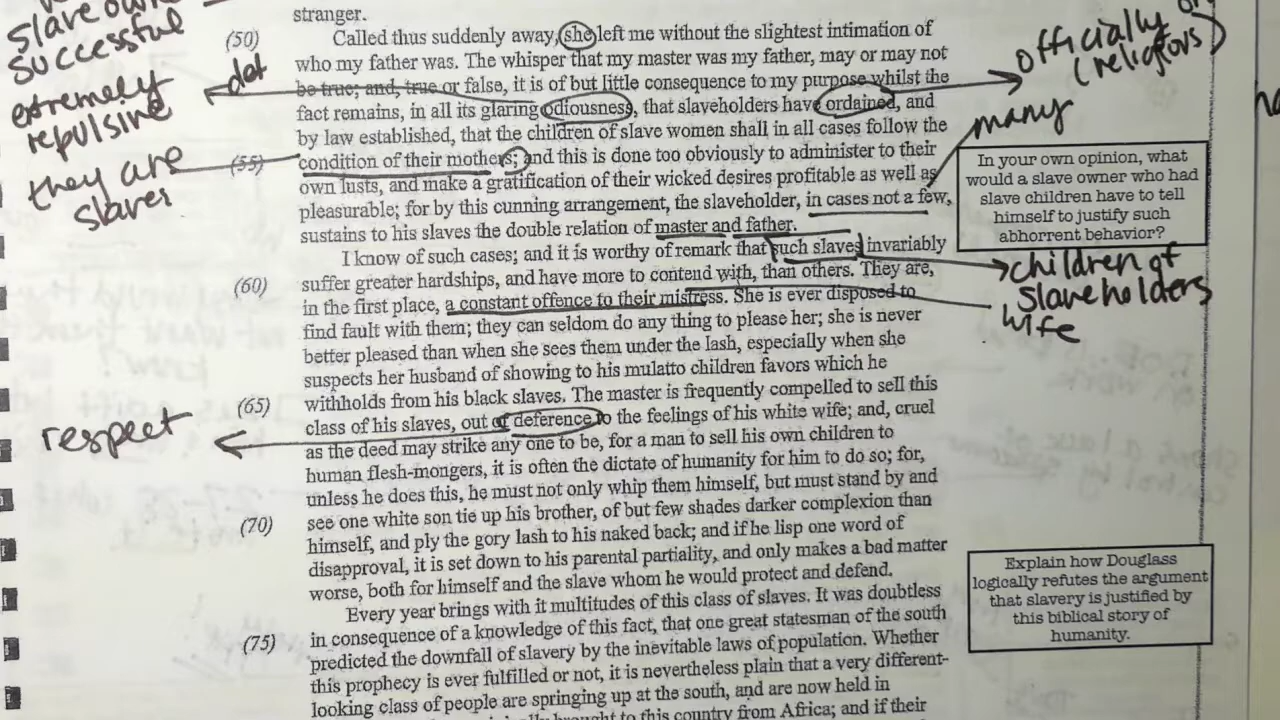 slave own
successful
extremely
repulsive
they are
slaves
dot
respect
stranger.
(50) Called thus suddenly away, she left me without the slightest intimation of
who my father was. The whisper that my master was my father, may or may not
be true; and, true or false, it is of but little consequence to my purpose whilst the
fact remains, in all its glaring odiousness, that slaveholders have ordained, and
by law established, that the children of slave women shall in all cases follow the
(55) condition of their mothers; and this is done too obviously to administer to their
own lusts, and make a gratification of their wicked desires profitable as well as
pleasurable; for by this cunning arrangement, the slaveholder, in cases not a few,
sustains to his slaves the double relation of master and father.
I know of such cases; and it is worthy of remark that such slaves invariably
(60) suffer greater hardships, and have more to contend with, than others. They are,
in the first place, a constant offence to their mistress. She is ever disposed to
find fault with them; they can seldom do any thing to please her; she is never
better pleased than when she sees them under the lash, especially when she
suspects her husband of showing to his mulatto children favors which he
(65) withholds from his black slaves. The master is frequently compelled to sell this
class of his slaves, out of deference to the feelings of his white wife; and, cruel
as the deed may strike any one to be, for a man to sell his own children to
human flesh-mongers, it is often the dictate of humanity for him to do so; for,
unless he does this, he must not only whip them himself, but must stand by and
(70) see one white son tie up his brother, of but few shades darker complexion than
himself, and ply the gory lash to his naked back; and if he lisp one word of
disapproval, it is set down to his parental partiality, and only makes a bad matter
worse, both for himself and the slave whom he would protect and defend.
Every year brings with it multitudes of this class of slaves. It was doubtless
(75) in consequence of a knowledge of this fact, that one great statesman of the south
predicted the downfall of slavery by the inevitable laws of population. Whether
this prophecy is ever fulfilled or not, it is nevertheless plain that a very different-
looking class of people are springing up at the south, and are now held in
brought to this country from Africa; and if their
officially
(religios
many
In your own opinion, what
would a slave owner who had
slave children have to tell
himself to justify such
abhorrent behavior?
children of
slaveholders
wife
Explain how Douglass
logically refutes the argument
that slavery is justified by
this biblical story of
humanity.